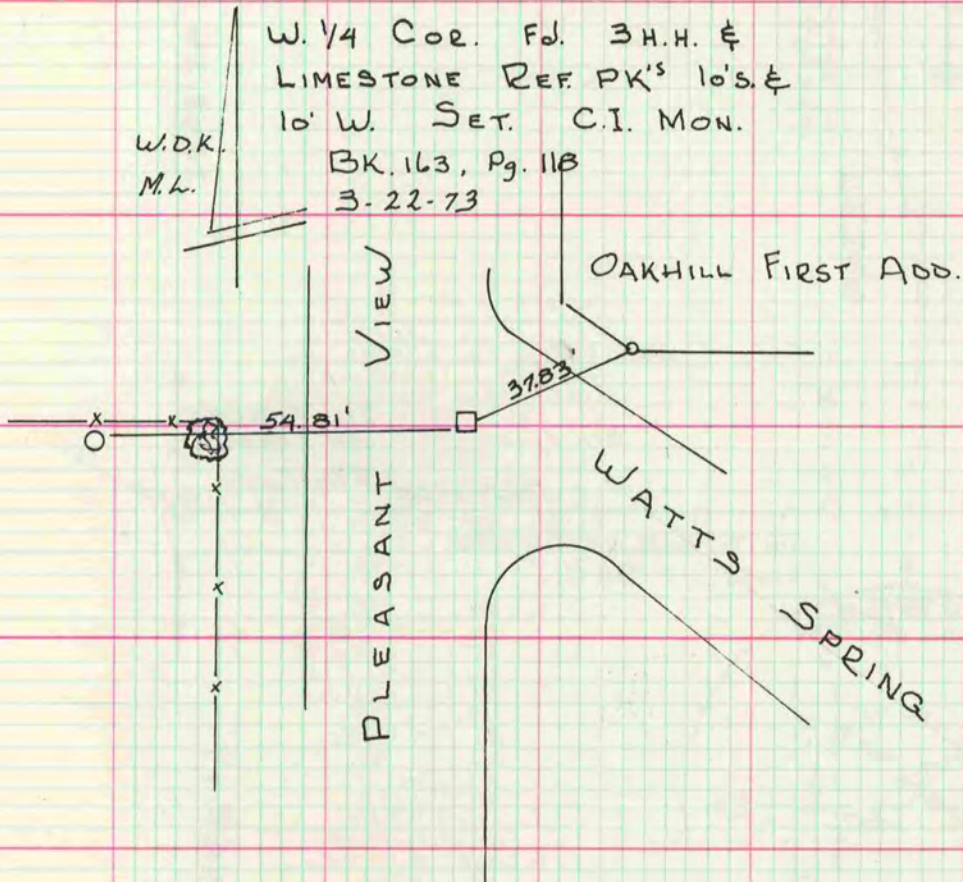 W. 1/4 COR. Fd. 3 H.H. &
LIMESTONE REF. PK'S 10'S. &
10' W. SET. C.I. MON.
BK. 163, Pg. 118
3-22-73
W.D.K.
M.L.
OAKHILL FIRST ADD.
PLEASANT VIEW
37.83'
54.81'
WATTS SPRING